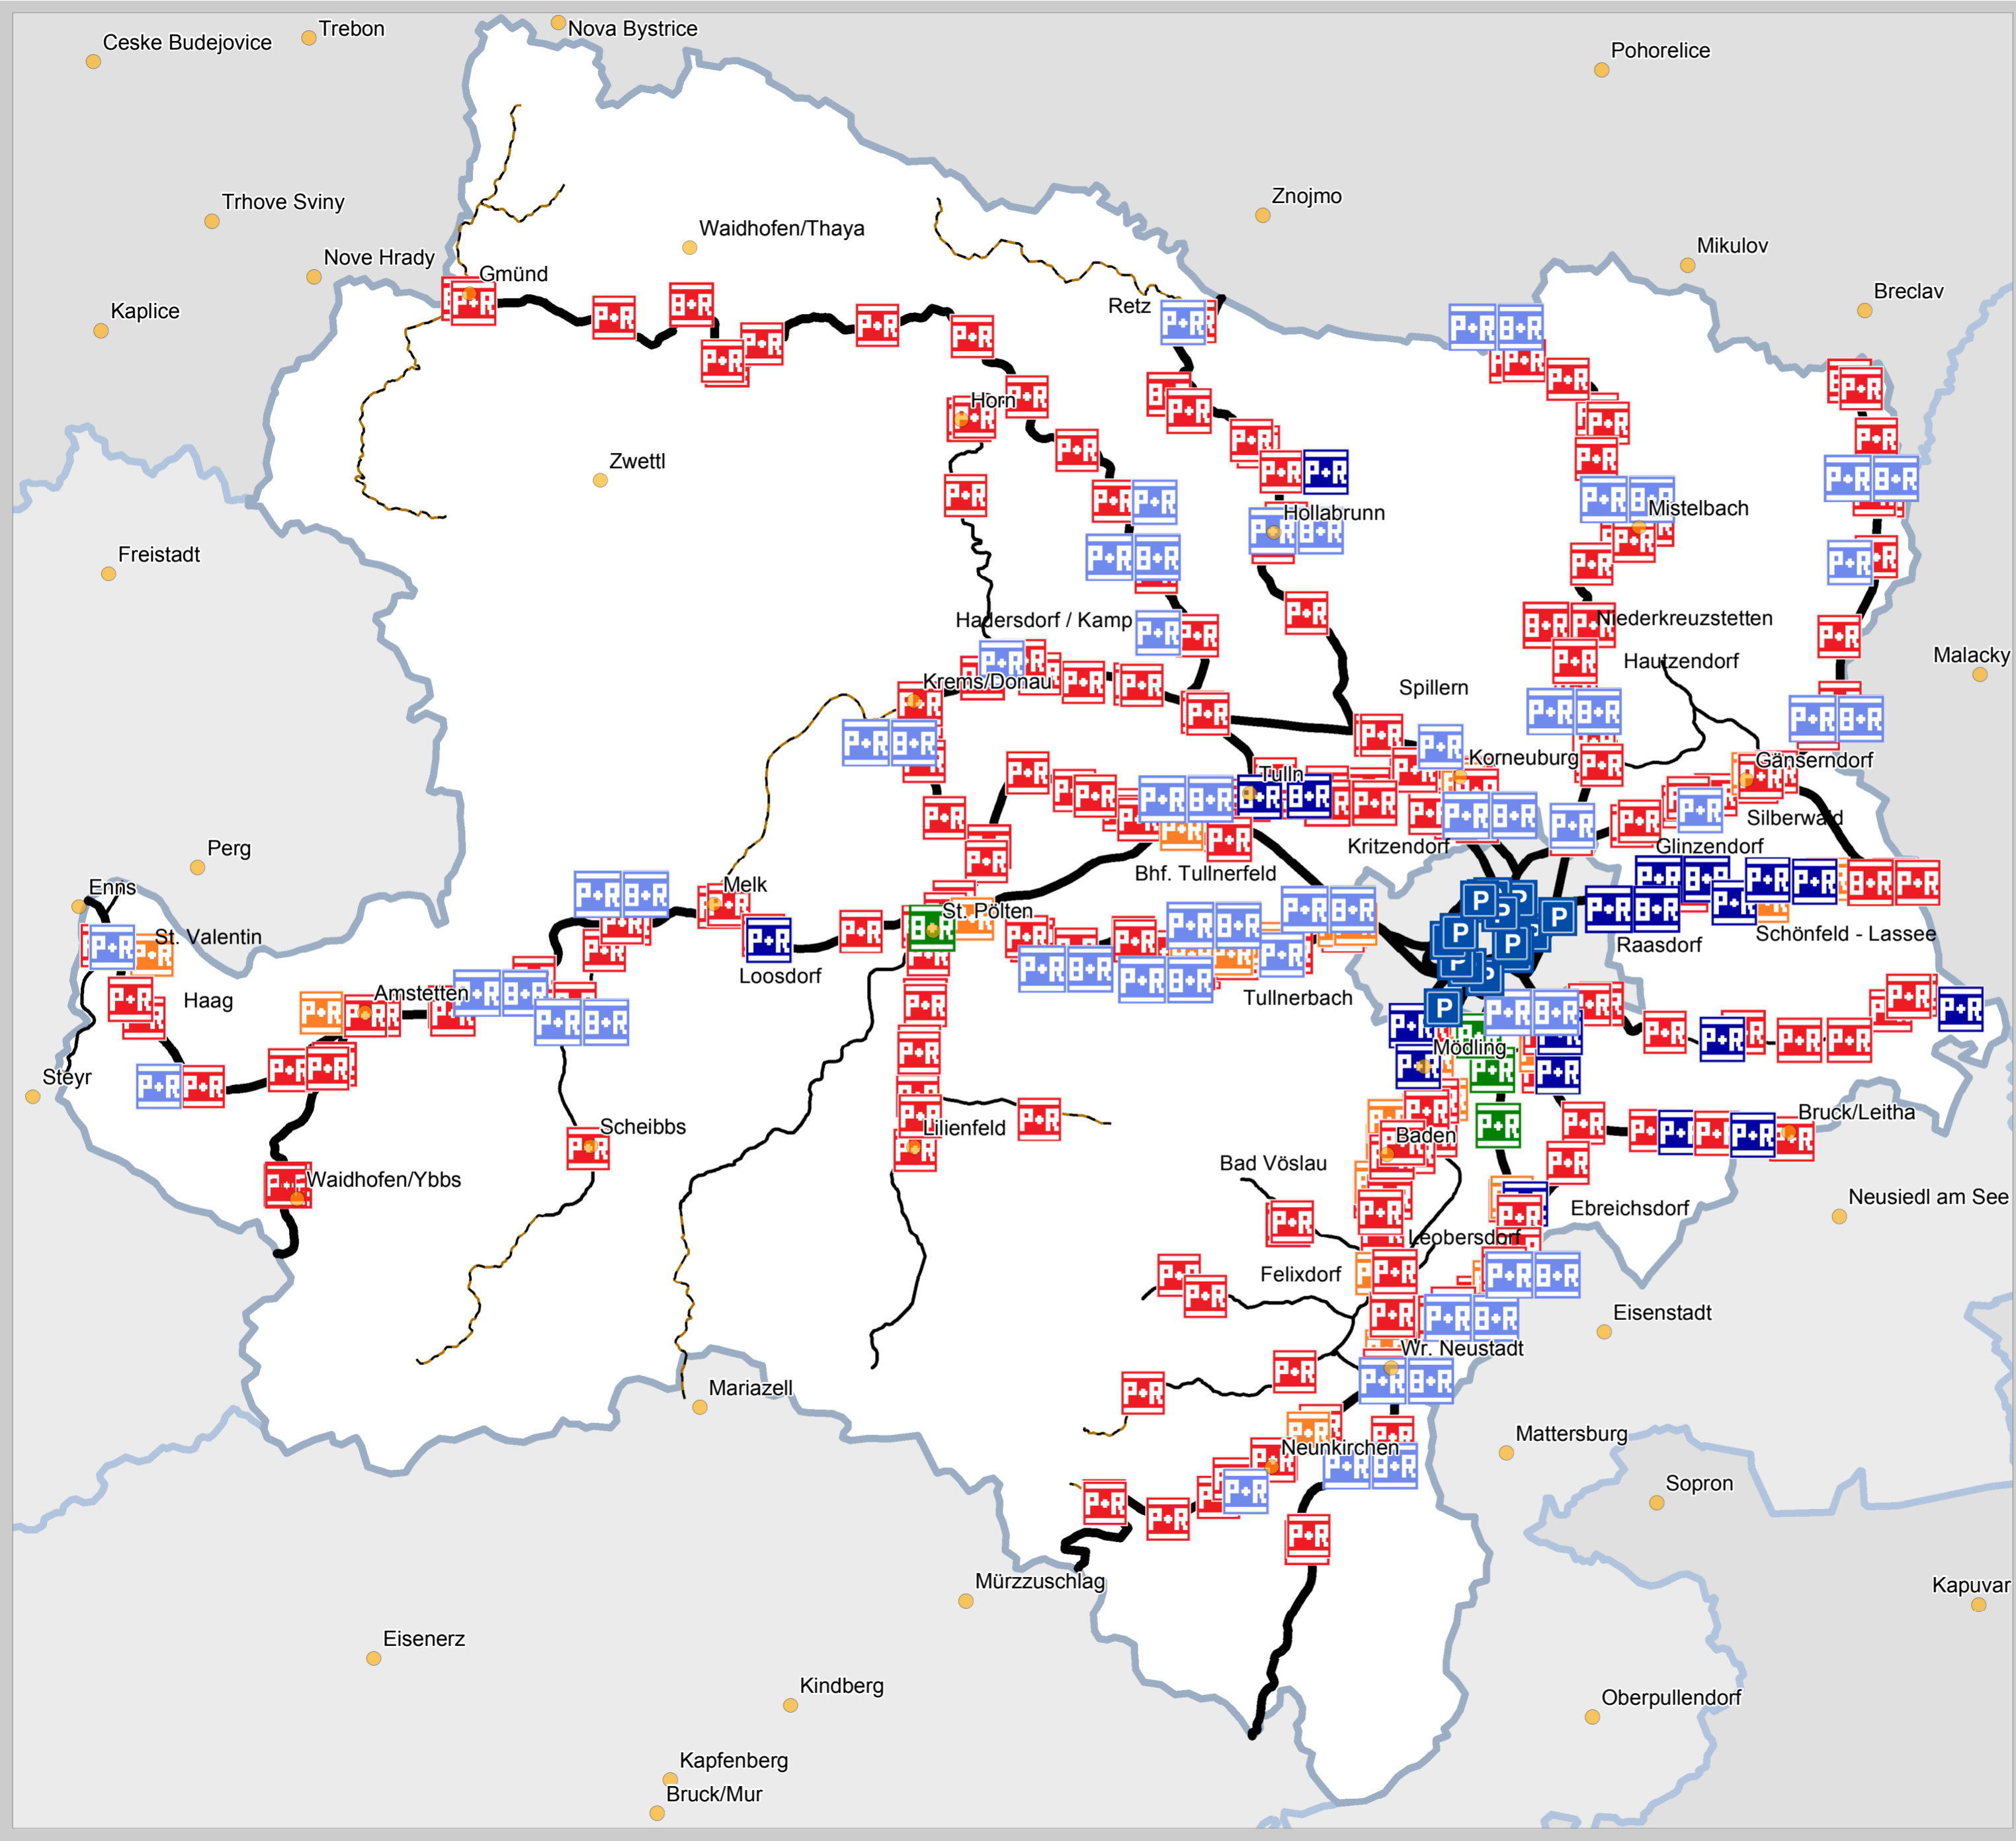 Ceske Budejovice
Trebon
Nova Bystrice
Pohorelice
Trhove Sviny
Znojmo
Waidhofen/Thaya
Mikulov
Nove Hrady
Gmünd
Breclav
Kaplice
Retz
P+R
B+R
Horn
Zwettl
Mistelbach
Hollabrunn
Freistadt
Hadersdorf / Kamp
Niederkreuzstetten
Malacky
Hautzendorf
Krems/Donau
Spillern
Korneuburg
Gänserndorf
Tulln
Silberwald
Kritzendorf
Glinzendorf
Perg
Bhf. Tullnerfeld
Enns
Melk
St. Pölten
P
St. Valentin
Schönfeld - Lassee
Raasdorf
Loosdorf
Haag
Amstetten
Tullnerbach
Mödling
Steyr
Bruck/Leitha
Scheibbs
Lilienfeld
Baden
Bad Vöslau
Waidhofen/Ybbs
Neusiedl am See
Ebreichsdorf
Leobersdorf
Felixdorf
Eisenstadt
Wr. Neustadt
Mariazell
Mattersburg
Neunkirchen
Sopron
Mürzzuschlag
Kapuvar
Eisenerz
Kindberg
Oberpullendorf
Kapfenberg
Bruck/Mur